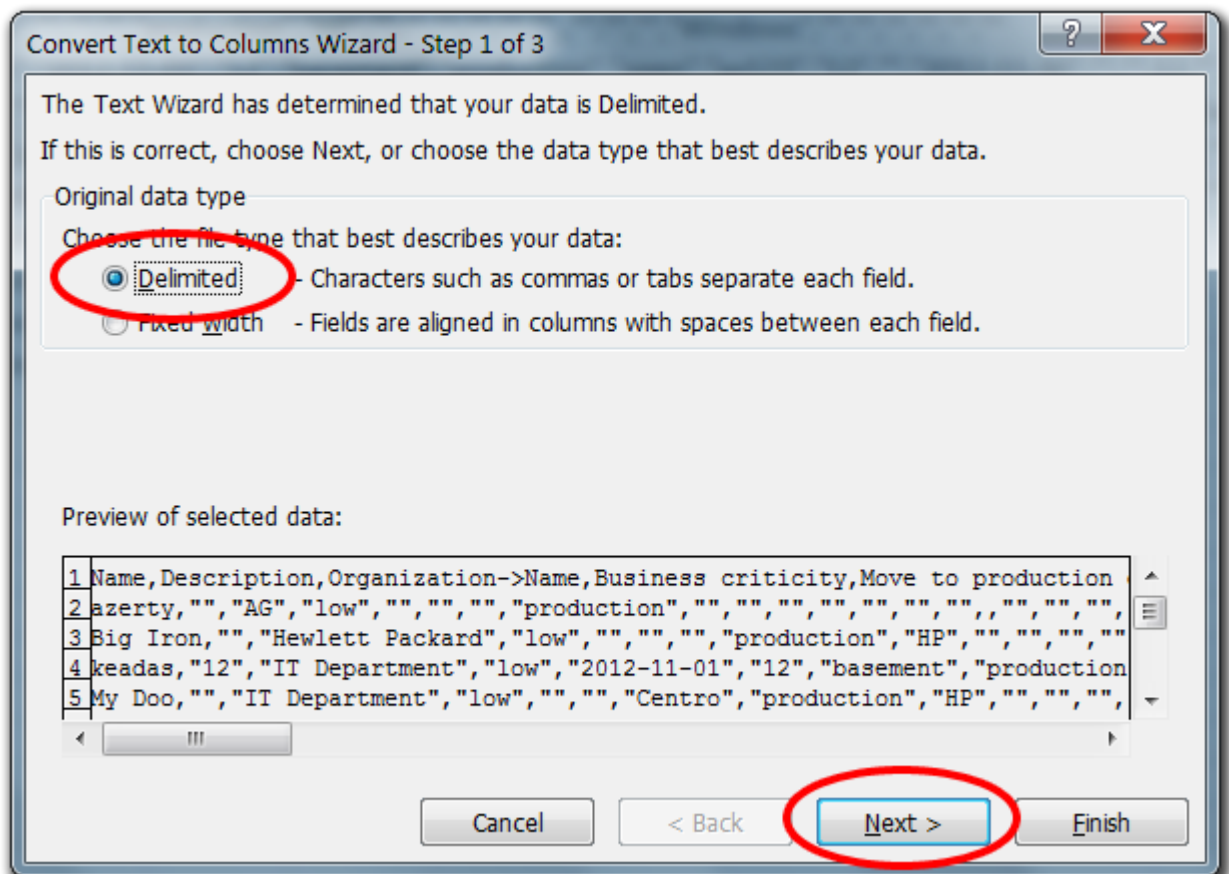 Convert Text to Columns Wizard - Step 1 of 3
The Text Wizard has determined that your data is Delimited.
If this is correct, choose Next, or choose the data type that best describes your data.
Original data type
Choose the file type that best describes your data:
Delimited - Characters such as commas or tabs separate each field.
Fixed width - Fields are aligned in columns with spaces between each field.
Preview of selected data:
1 Name,Description,Organization->Name,Business criticity,Move to production
2 azerty,"","AG","low","","","","production","","","","","","","",,"","","",
3 Big Iron,"","Hewlett Packard","low","","","","production","HP","","","",""
4 keadas,"12","IT Department","low","2012-11-01","12","basement","production
5 My Doo,"","IT Department","low","","","Centro","production","HP","","","",
Cancel < Back Next > Finish